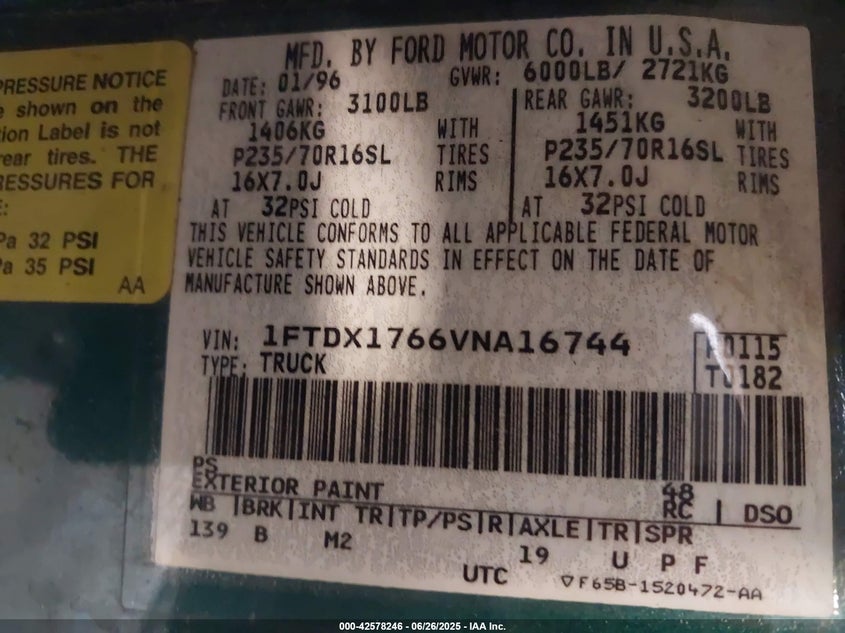 PRESSURE NOTICE
shown on the
Label is not
rear tires. THE
FOR
32 PSI
35 PSI
AA
MFD. BY FORD MOTOR CO. IN U.S.A.
DATE: 01/96 GVWR: 6000LB/ 2721KG
FRONT GAWR: 3100LB REAR GAWR: 3200LB
1406KG WITH 1451KG WITH
P235/70R16SL TIRES P235/70R16SL TIRES
16X7.0J RIMS 16X7.0J RIMS
AT 32PSI COLD AT 32PSI COLD
THIS VEHICLE CONFORMS TO ALL APPLICABLE FEDERAL MOTOR
VEHICLE SAFETY STANDARDS IN EFFECT ON THE DATE OF
MANUFACTURE SHOWN ABOVE.
VIN: 1FTDX1766VNA16744
TYPE: TRUCK
T0182
PS 48
EXTERIOR PAINT RC DSO
WB BRK INT TR TP/PS R AXLE TR SPR
139 B M2 19 U P F
UTC ▽F65B-1520472-AA
000-42578246 - 06/26/2025 - IAA Inc.